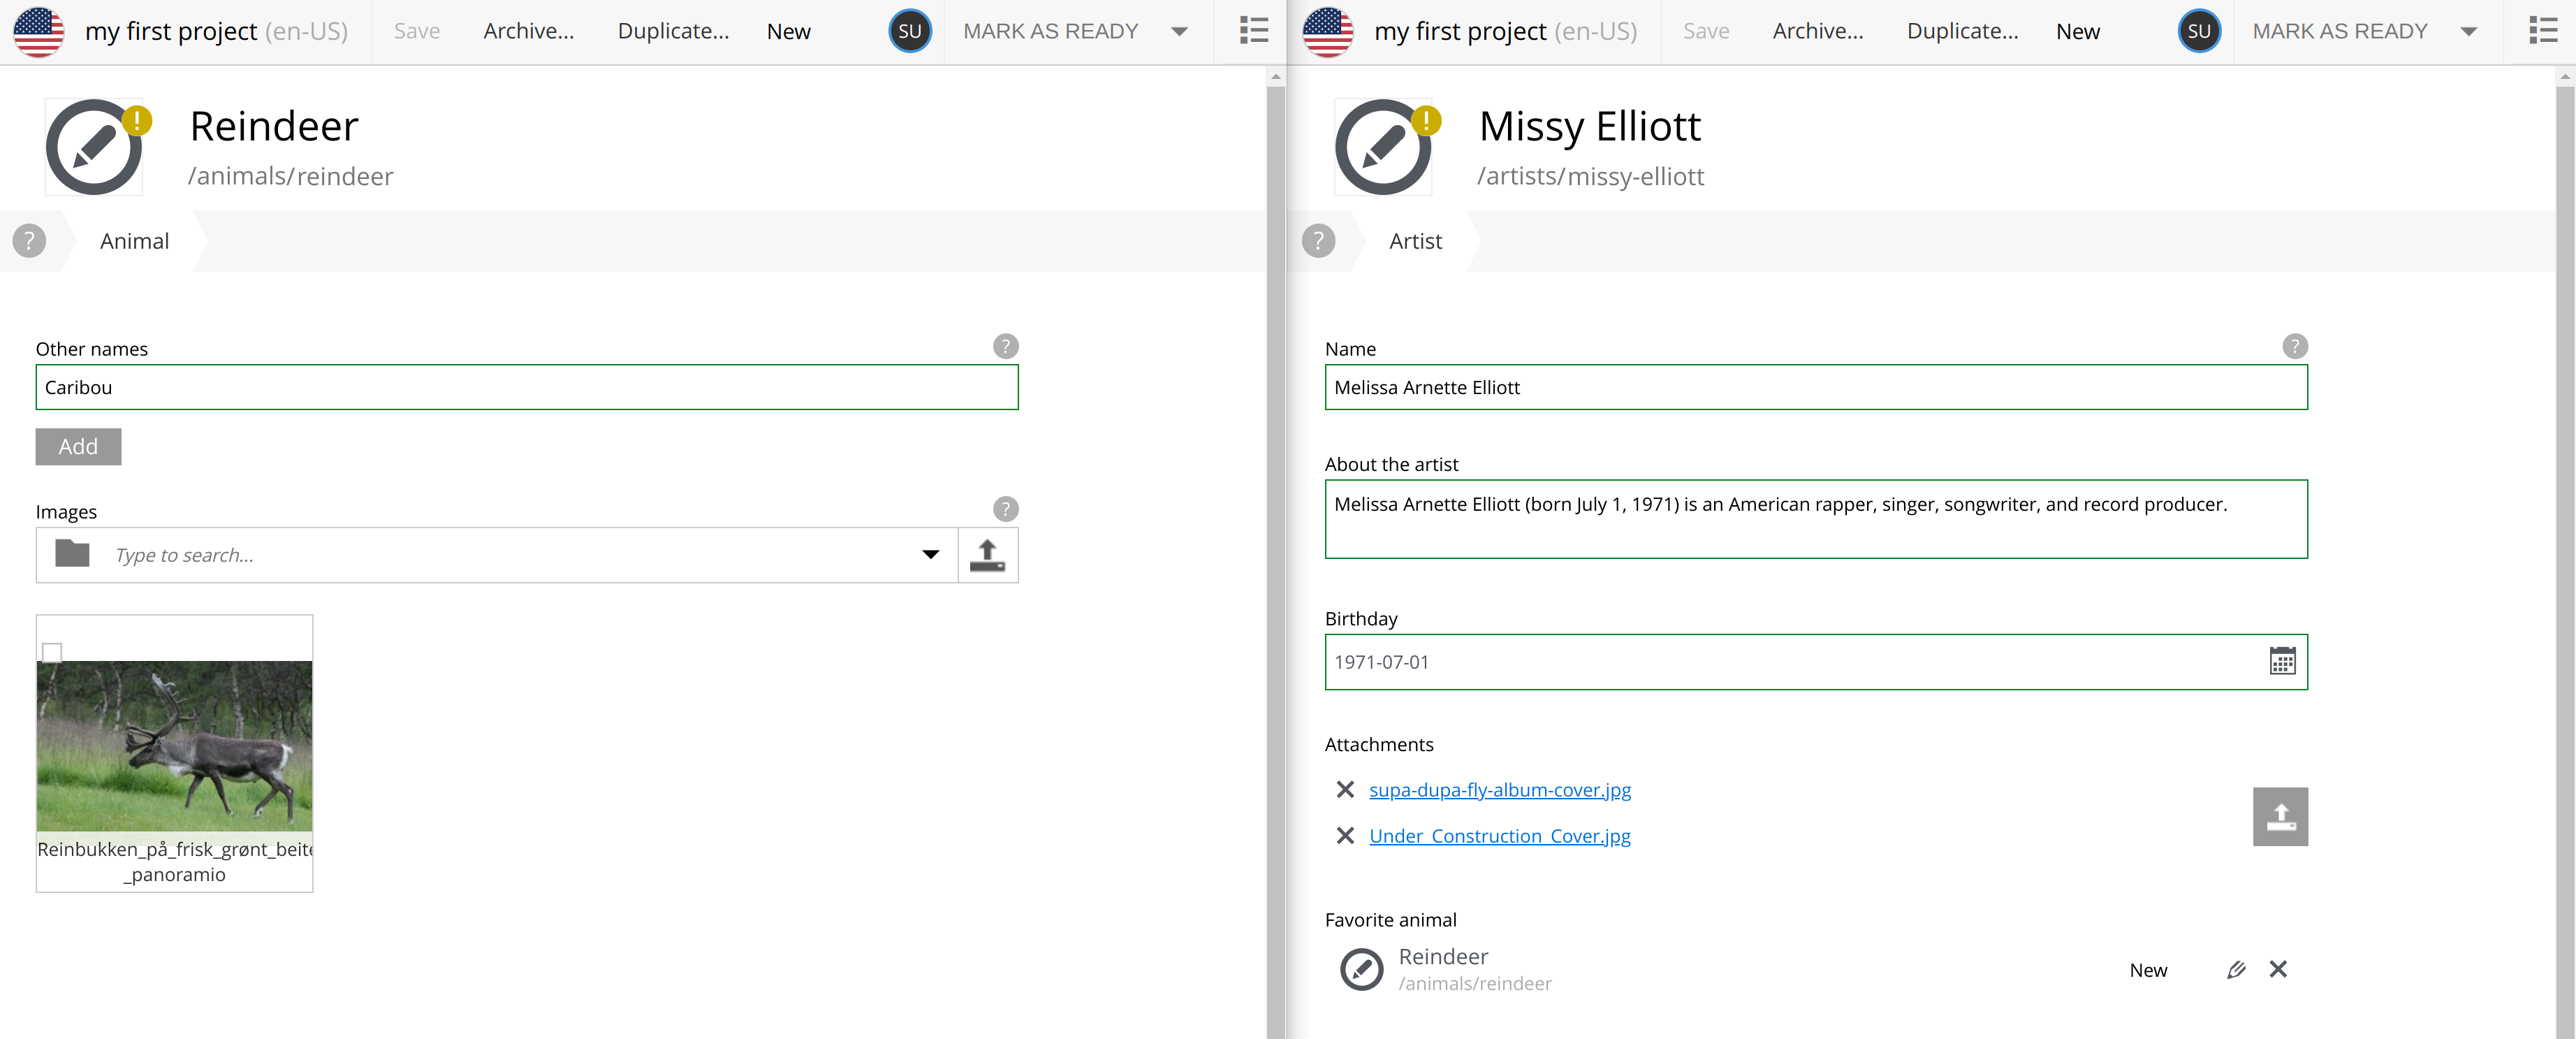 my first project (en-US) Save Archive... Duplicate... New SU MARK AS READY
Reindeer
/animals/reindeer
? Animal
Other names ?
Caribou
Add
Images ?
Type to search...
Reinbukken_på_frisk_grønt_beite
_panoramio
my first project (en-US) Save Archive... Duplicate... New SU MARK AS READY
Missy Elliott
/artists/missy-elliott
? Artist
Name ?
Melissa Arnette Elliott
About the artist
Melissa Arnette Elliott (born July 1, 1971) is an American rapper, singer, songwriter, and record producer.
Birthday
1971-07-01
Attachments
supa-dupa-fly-album-cover.jpg
Under_Construction_Cover.jpg
Favorite animal
Reindeer
/animals/reindeer
New